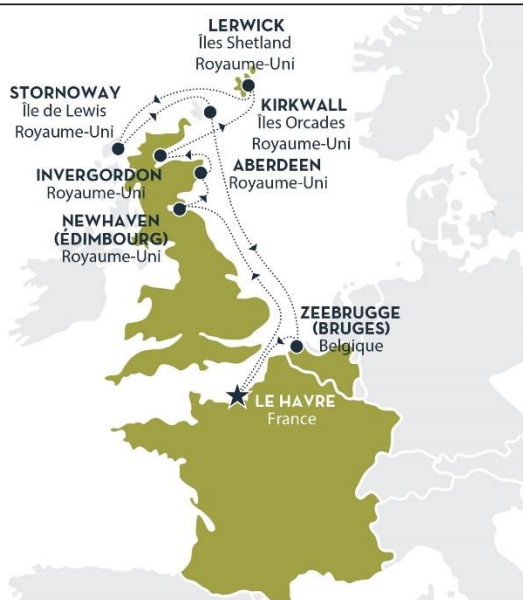 LERWICK
Îles Shetland
Royaume-Uni
STORNOWAY
Île de Lewis
Royaume-Uni
KIRKWALL
Îles Orcades
Royaume-Uni
INVERGORDON
Royaume-Uni
ABERDEEN
Royaume-Uni
NEWHAVEN
(ÉDIMBOURG)
Royaume-Uni
ZEEBRUGGE
(BRUGES)
Belgique
LE HAVRE
France